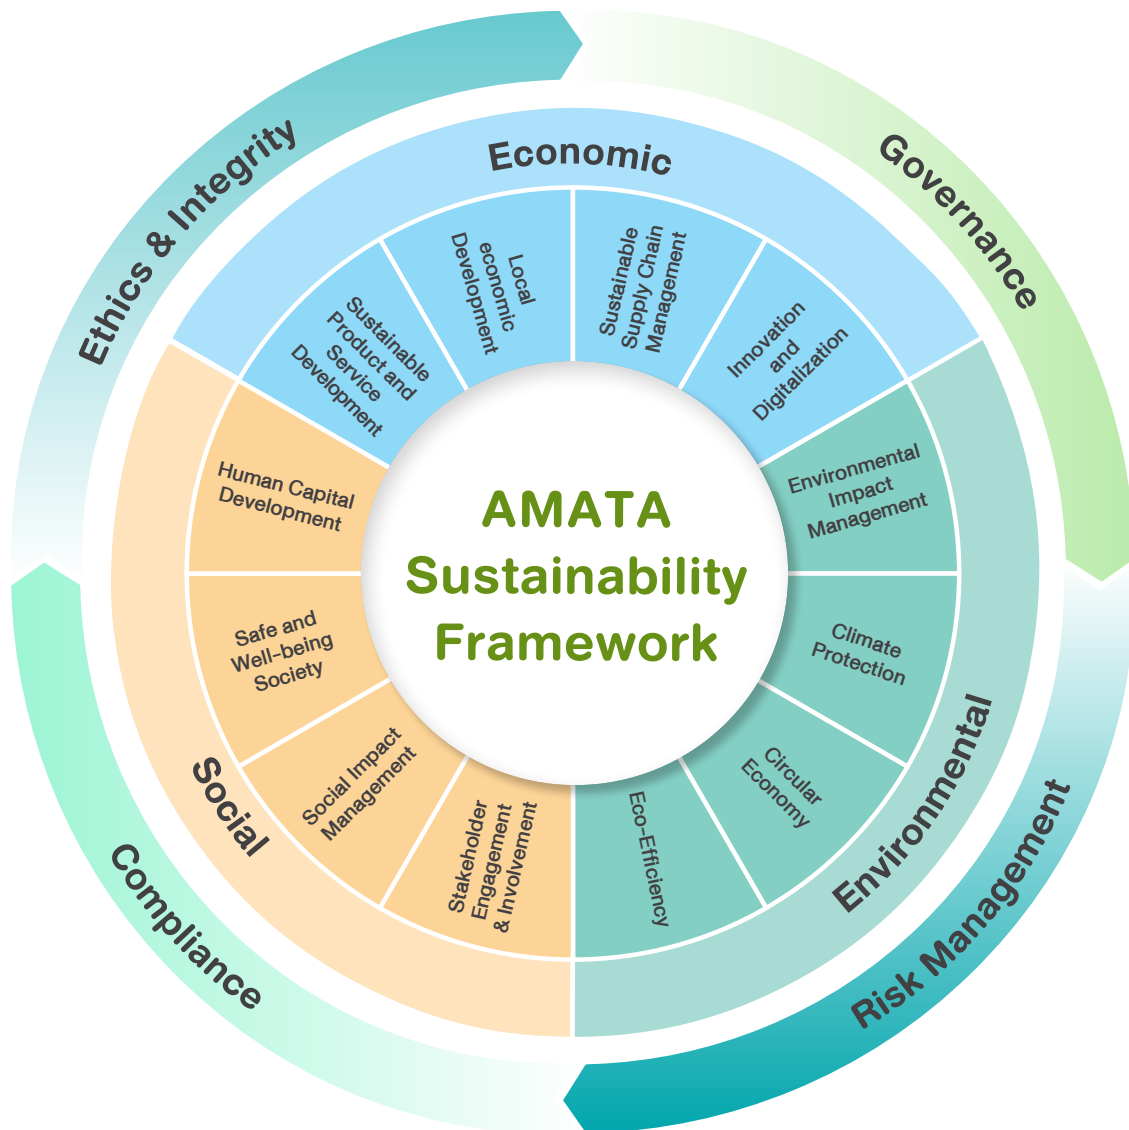 AMATA
Sustainability
Framework
Ethics & Integrity
Governance
Risk Management
Compliance
Economic
Sustainable
Product and
Service
Development
Local
economic
Development
Sustainable
Supply Chain
Management
Innovation
and
Digitalization
Environmental
Environmental
Impact
Management
Climate
Protection
Circular
Economy
Eco-Efficiency
Social
Stakeholder
Engagement
& Involvement
Social Impact
Management
Safe and
Well-being
Society
Human Capital
Development